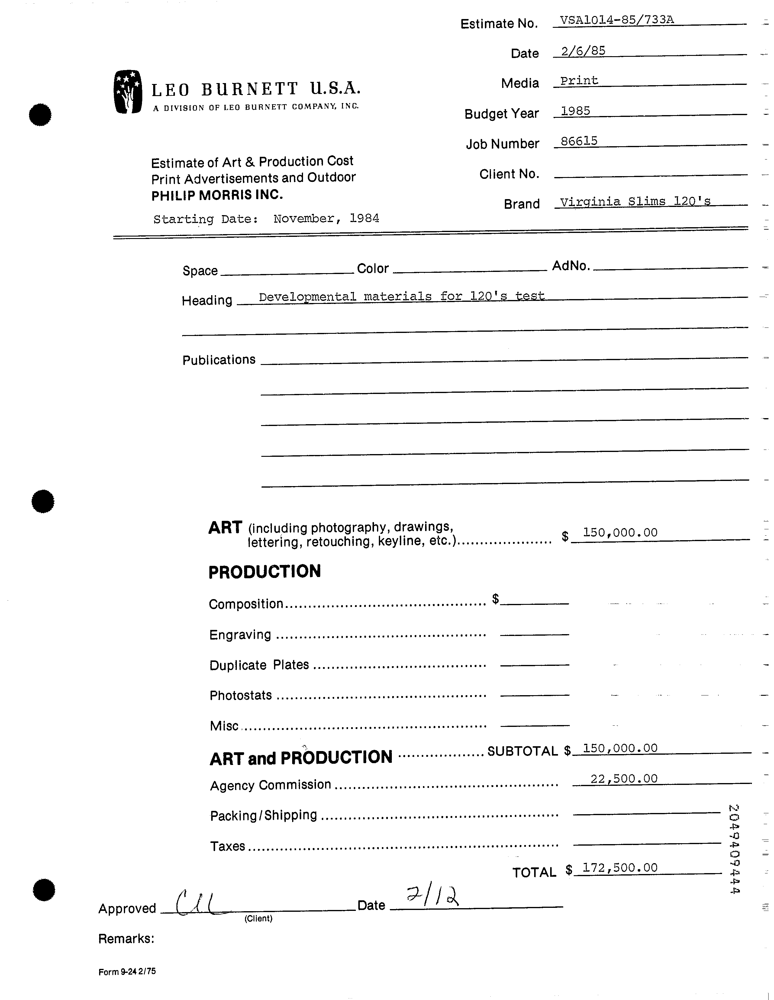 Estimate No. VSA1014-85/733A
Date 2/6/85
LEO BURNETT U.S.A.
A DIVISION OF LEO BURNETT COMPANY, INC.
Media Print
Budget Year 1985
Job Number 86615
Estimate of Art & Production Cost
Print Advertisements and Outdoor
PHILIP MORRIS INC.
Client No.
Brand Virginia Slims 120's
Starting Date: November, 1984
Space Color AdNo.
Heading Developmental materials for 120's test
Publications
ART (including photography, drawings,
lettering, retouching, keyline, etc.)..................... $ 150,000.00
PRODUCTION
Composition............................................ $
Engraving ..............................................
Duplicate Plates ......................................
Photostats ..............................................
Misc.....................................................
ART and PRODUCTION ................... SUBTOTAL $ 150,000.00
Agency Commission ................................................. 22,500.00
Packing/Shipping ....................................................
Taxes....................................................................
TOTAL $ 172,500.00
2049409444
Approved Date 2/12
(Client)
Remarks:
Form 9-24 2/75